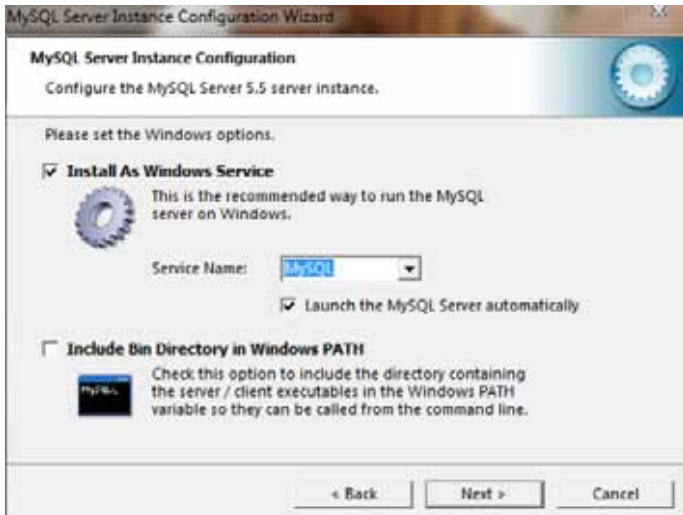 MySQL Server Instance Configuration Wizard
MySQL Server Instance Configuration
Configure the MySQL Server 5.5 server instance.
Please set the Windows options.
Install As Windows Service
This is the recommended way to run the MySQL
server on Windows.
Service Name: MySQL
Launch the MySQL Server automatically
Include Bin Directory in Windows PATH
Check this option to include the directory containing
the server / client executables in the Windows PATH
variable so they can be called from the command line.
MySQL
< Back Next > Cancel